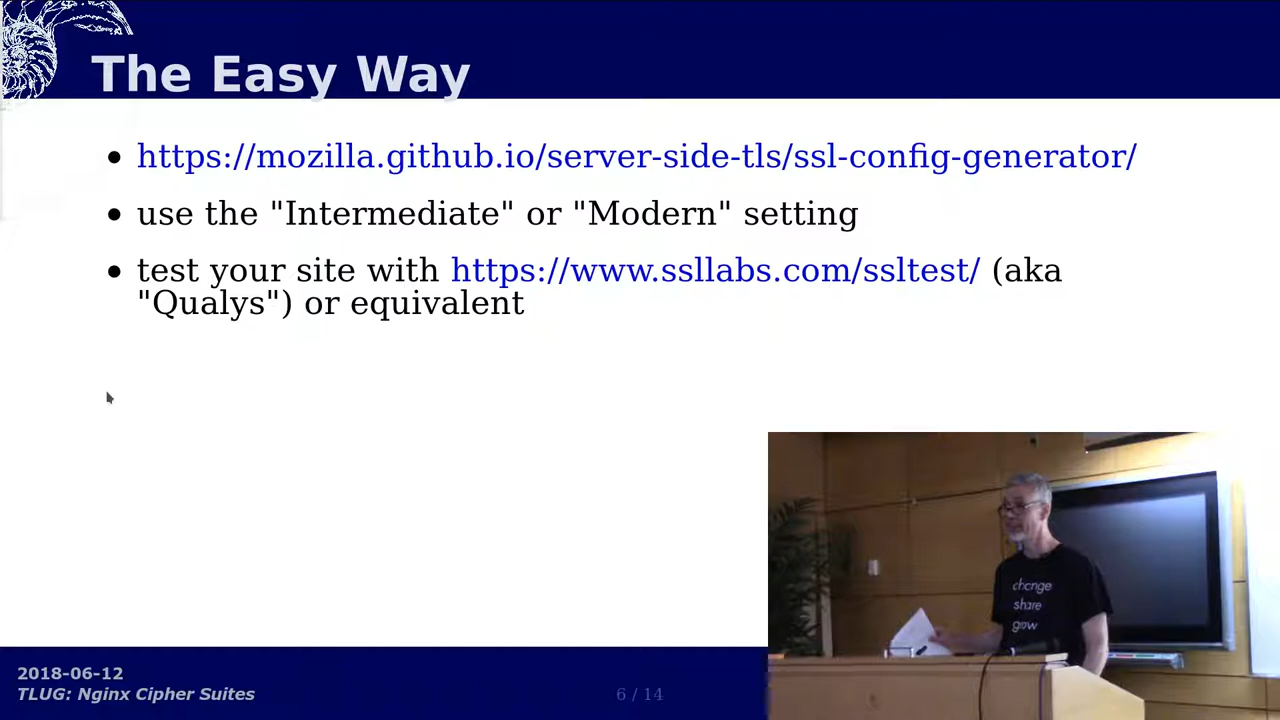 The Easy Way
https://mozilla.github.io/server-side-tls/ssl-config-generator/
use the "Intermediate" or "Modern" setting
test your site with https://www.ssllabs.com/ssltest/ (aka
"Qualys") or equivalent
change
share
grow
2018-06-12
TLUG: Nginx Cipher Suites
6 / 14